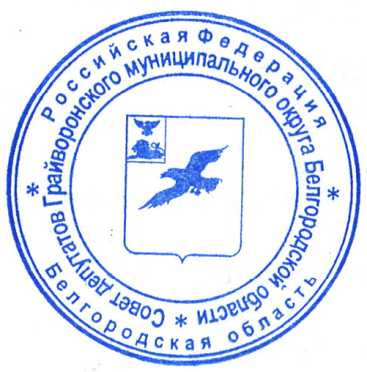 Российская Федерация
* Белгородская область *
Совет депутатов Грайворонского муниципального округа Белгородской области *